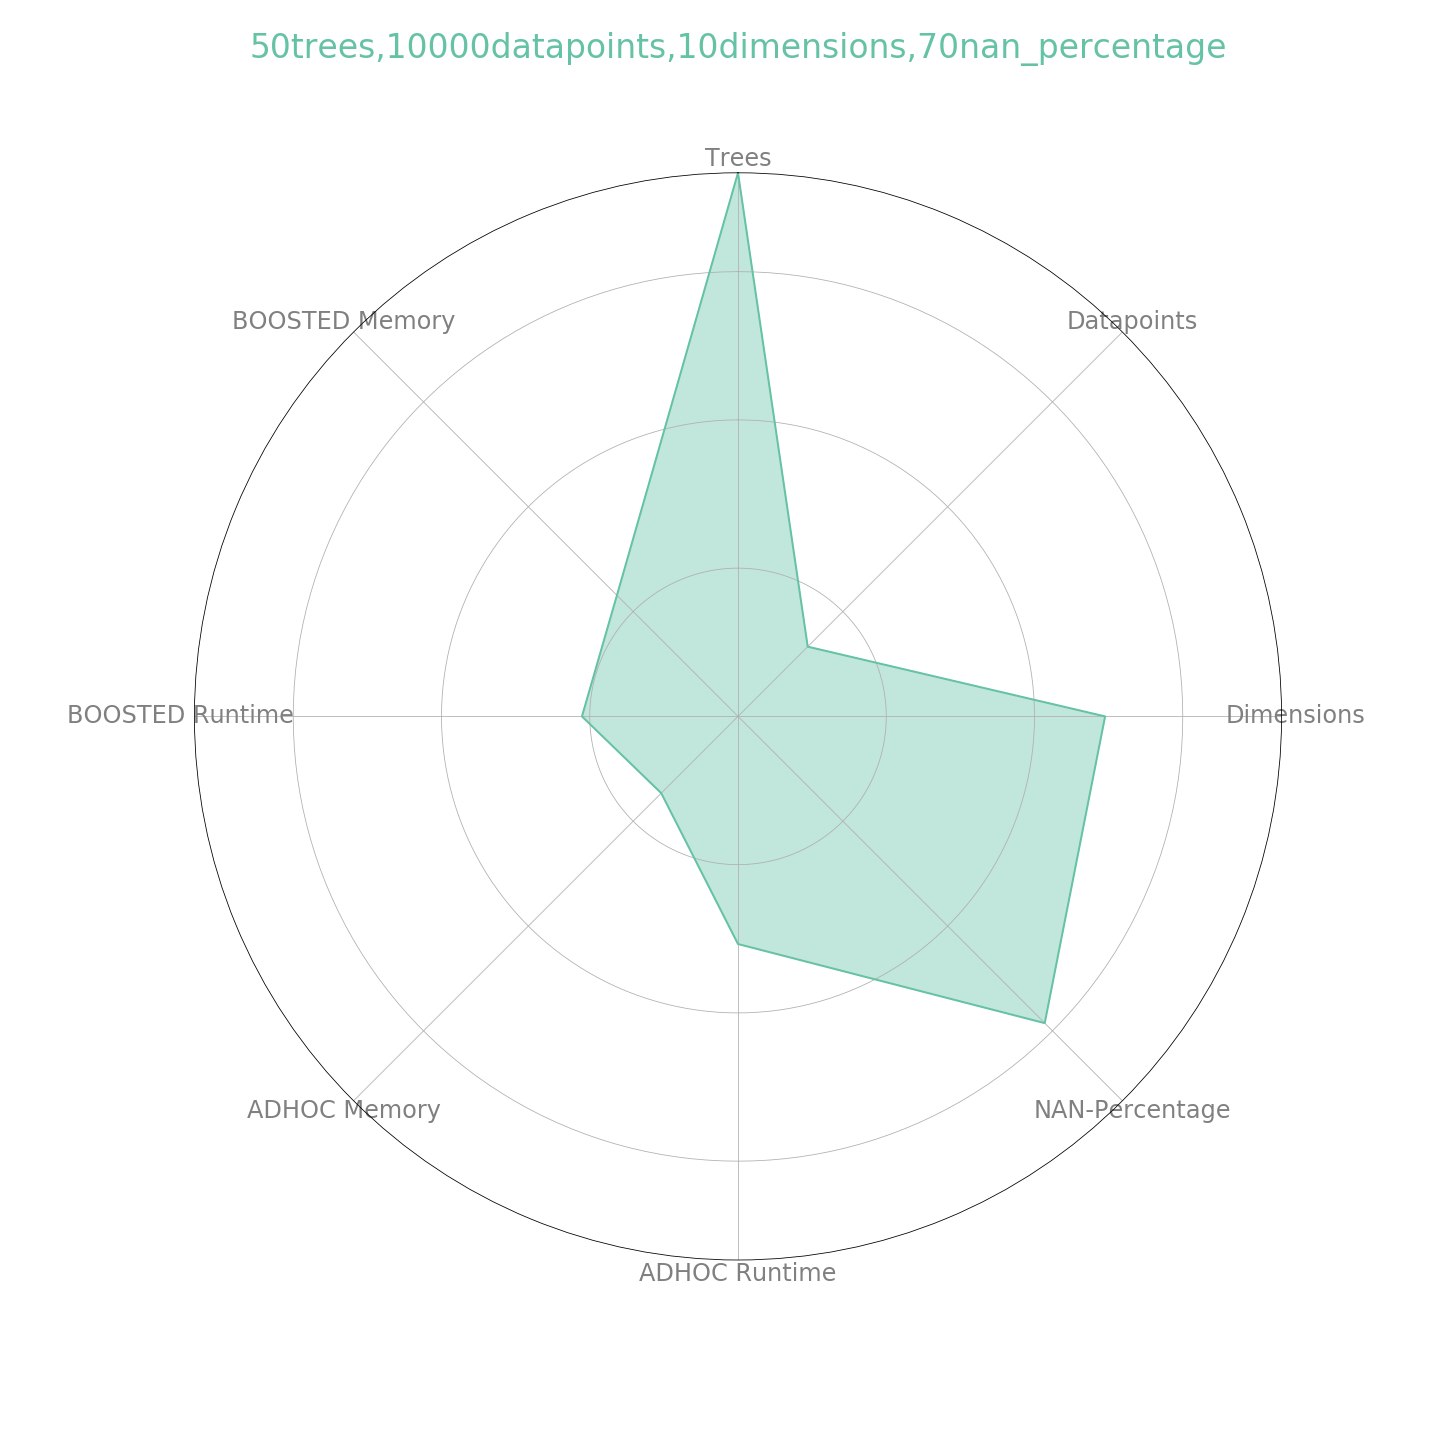 50trees,10000datapoints,10dimensions,70nan_percentage
Trees
BOOSTED Memory
Datapoints
BOOSTED Runtime
Dimensions
ADHOC Memory
NAN-Percentage
ADHOC Runtime